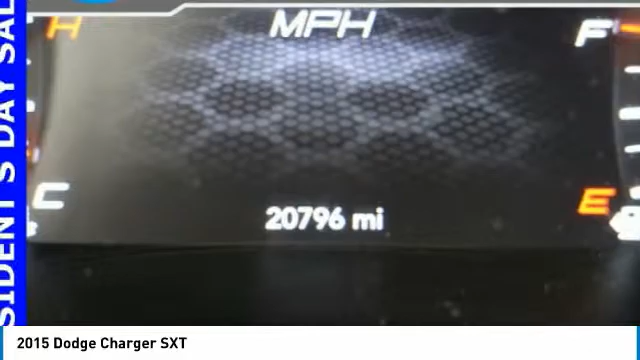 SIDENT'S DAY SAL
H
MPH
F
C
20796 mi
E
2015 Dodge Charger SXT